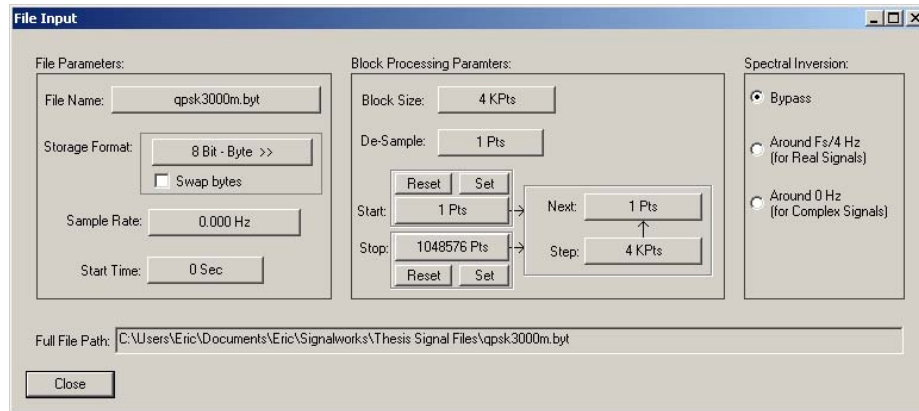 File Input
File Parameters:
File Name: qpsk3000m.byt
Storage Format: 8 Bit - Byte >>
Swap bytes
Sample Rate: 0.000 Hz
Start Time: 0 Sec
Block Processing Paramters:
Block Size: 4 KPts
De-Sample: 1 Pts
Reset Set
Start: 1 Pts
Stop: 1048576 Pts
Reset Set
Next: 1 Pts
Step: 4 KPts
Spectral Inversion:
Bypass
Around Fs/4 Hz
(for Real Signals)
Around 0 Hz
(for Complex Signals)
Full File Path: C:\Users\Eric\Documents\Eric\Signalworks\Thesis Signal Files\qpsk3000m.byt
Close